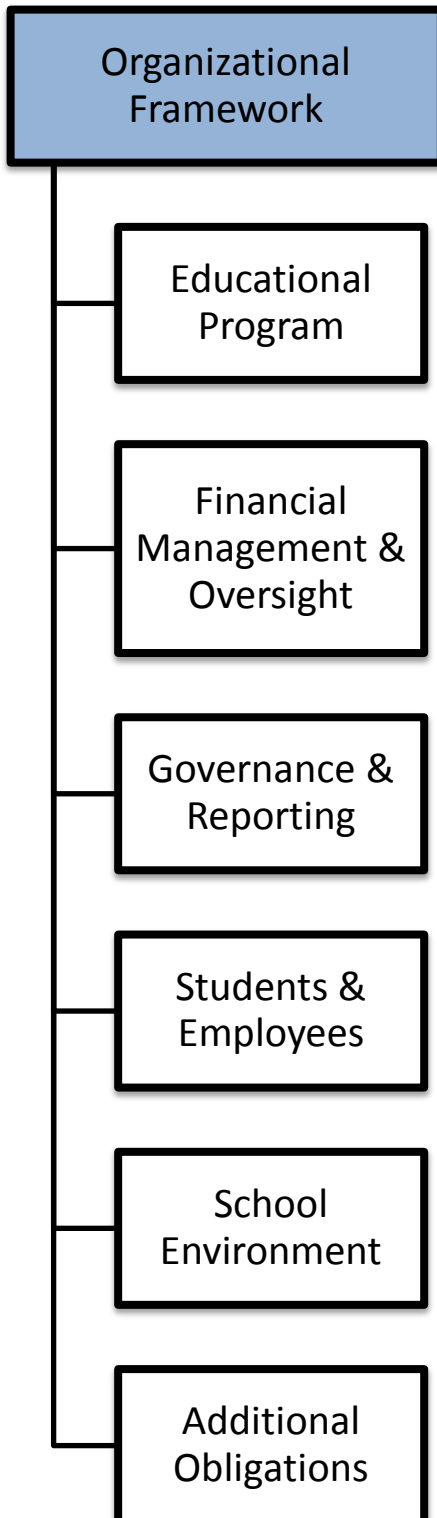 Organizational
Framework
Educational
Program
Financial
Management &
Oversight
Governance &
Reporting
Students &
Employees
School
Environment
Additional
Obligations